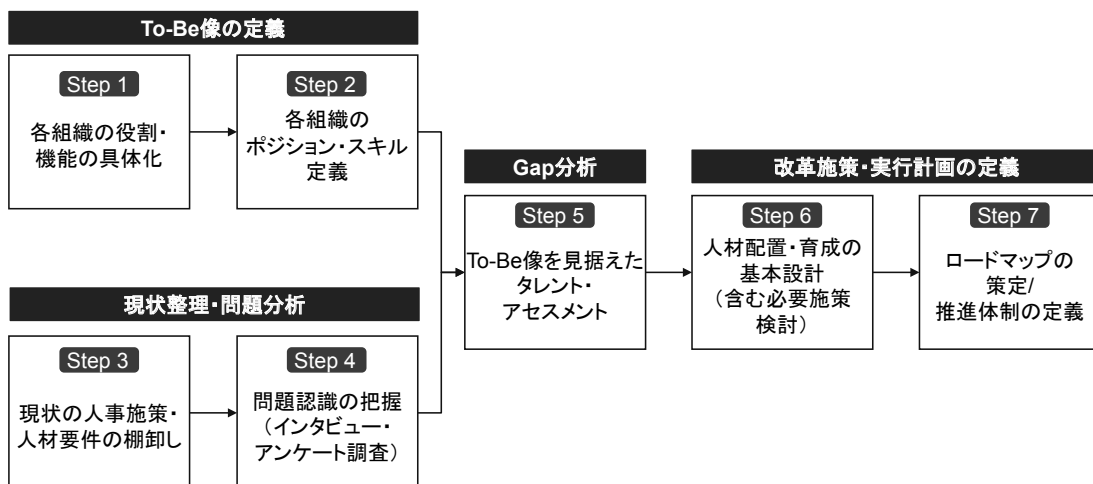 To-Be像の定義
Step 1
各組織の役割・
機能の具体化
Step 2
各組織の
ポジション・スキル
定義
現状整理・問題分析
Step 3
現状の人事施策・
人材要件の棚卸し
Step 4
問題認識の把握
（インタビュー・
アンケート調査）
Gap分析
Step 5
To-Be像を見据えた
タレント・
アセスメント
改革施策・実行計画の定義
Step 6
人材配置・育成の
基本設計
（含む必要施策
検討）
Step 7
ロードマップの
策定/
推進体制の定義